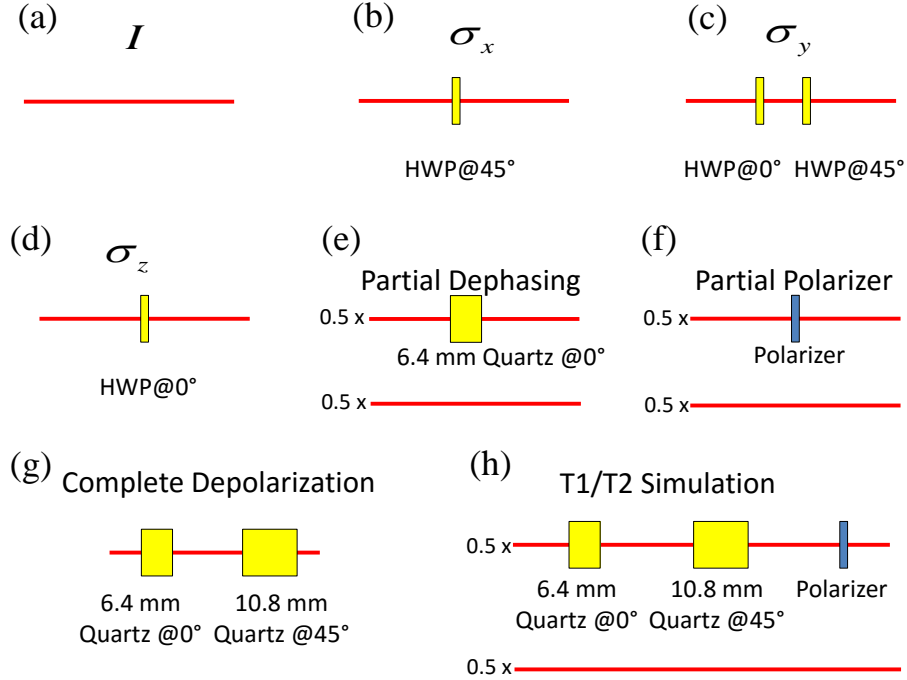 (a)
I
(b)
σx
HWP@45°
(c)
σy
HWP@0° HWP@45°
(d)
σz
HWP@0°
(e)
Partial Dephasing
0.5 x
6.4 mm Quartz @0°
0.5 x
(f)
Partial Polarizer
0.5 x
Polarizer
0.5 x
(g)
Complete Depolarization
6.4 mm
Quartz @0°
10.8 mm
Quartz @45°
(h)
T1/T2 Simulation
0.5 x
6.4 mm
Quartz @0°
10.8 mm
Quartz @45°
Polarizer
0.5 x